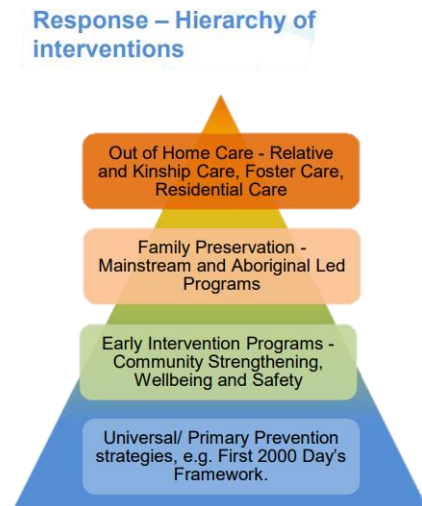 Response – Hierarchy of
interventions
Out of Home Care - Relative
and Kinship Care, Foster Care,
Residential Care
Family Preservation -
Mainstream and Aboriginal Led
Programs
Early Intervention Programs -
Community Strengthening,
Wellbeing and Safety
Universal/ Primary Prevention
strategies, e.g. First 2000 Day's
Framework.